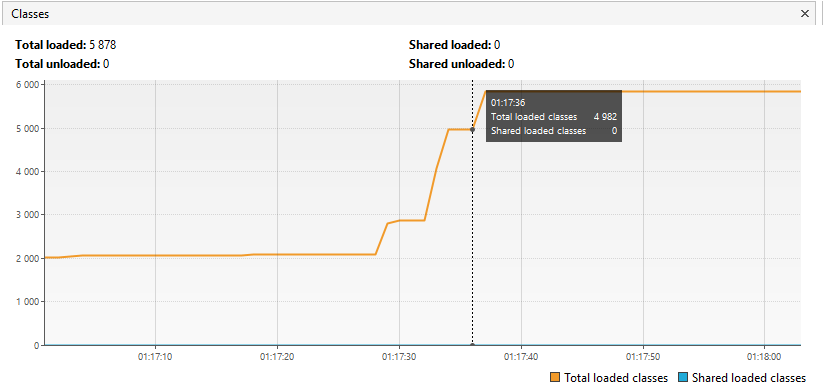 Classes
Total loaded: 5 878 Shared loaded: 0
Total unloaded: 0 Shared unloaded: 0
6 000
5 000
4 000
3 000
2 000
1 000
0
01:17:36
Total loaded classes 4 982
Shared loaded classes 0
01:17:10 01:17:20 01:17:30 01:17:40 01:17:50 01:18:00
Total loaded classes Shared loaded classes